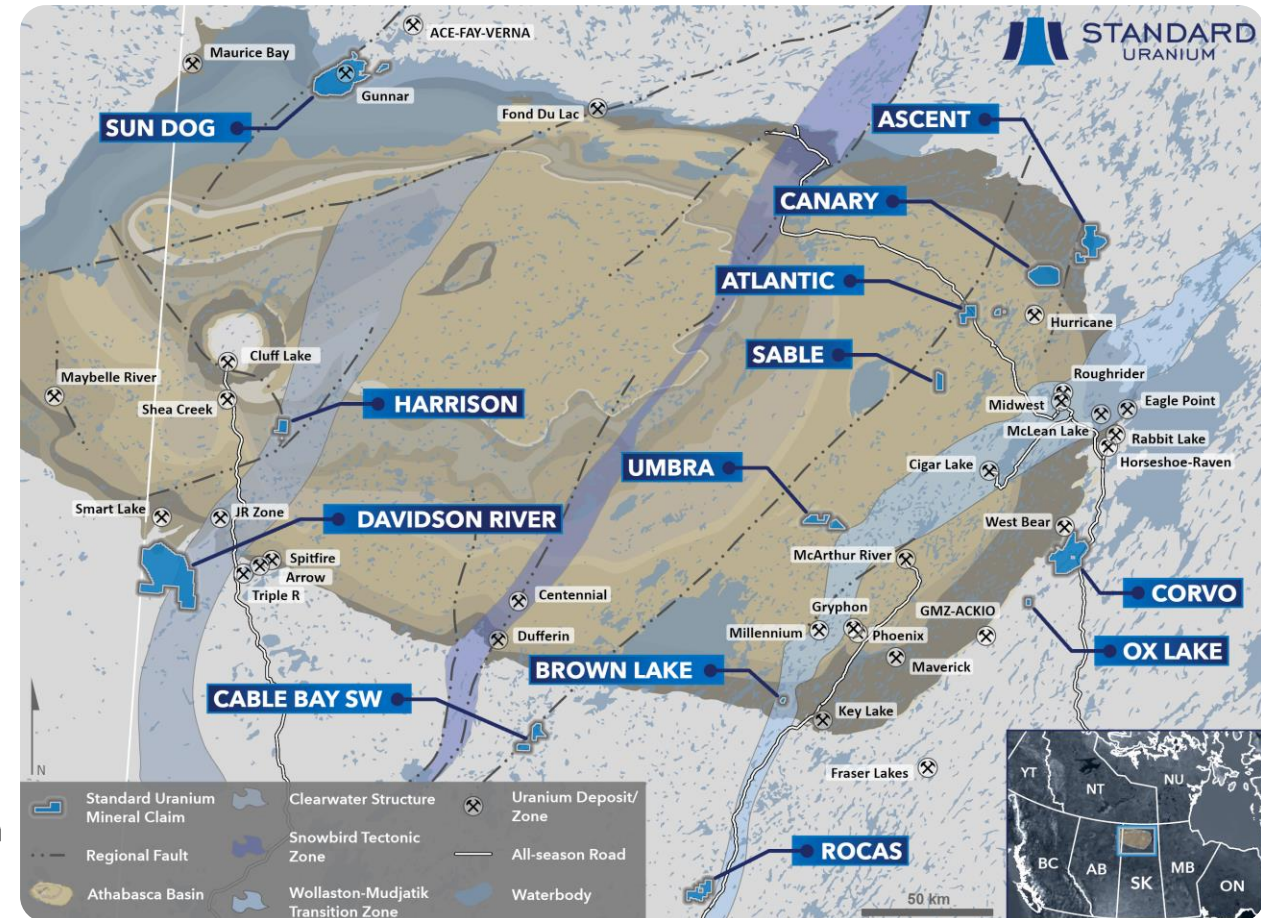 STANDARD
URANIUM
ACE-FAY-VERNA
Maurice Bay
Gunnar
SUN DOG
Fond Du Lac
ASCENT
CANARY
ATLANTIC
Hurricane
SABLE
Cluff Lake
Maybelle River
Shea Creek
HARRISON
Roughrider
Midwest
Eagle Point
McLean Lake
Rabbit Lake
Horseshoe-Raven
UMBRA
Cigar Lake
Smart Lake
JR Zone
DAVIDSON RIVER
West Bear
Spitfire
Arrow
Triple R
McArthur River
CORVO
Centennial
Gryphon
GMZ-ACKIO
Millennium
Phoenix
Dufferin
Maverick
OX LAKE
BROWN LAKE
CABLE BAY SW
Key Lake
Fraser Lakes
ROCAS
N
Standard Uranium
Mineral Claim
Regional Fault
Athabasca Basin
Clearwater Structure
Snowbird Tectonic
Zone
Wollaston-Mudjatik
Transition Zone
Uranium Deposit/
Zone
All-season Road
Waterbody
50 km
YT
NT
NU
BC
AB
SK
MB
ON